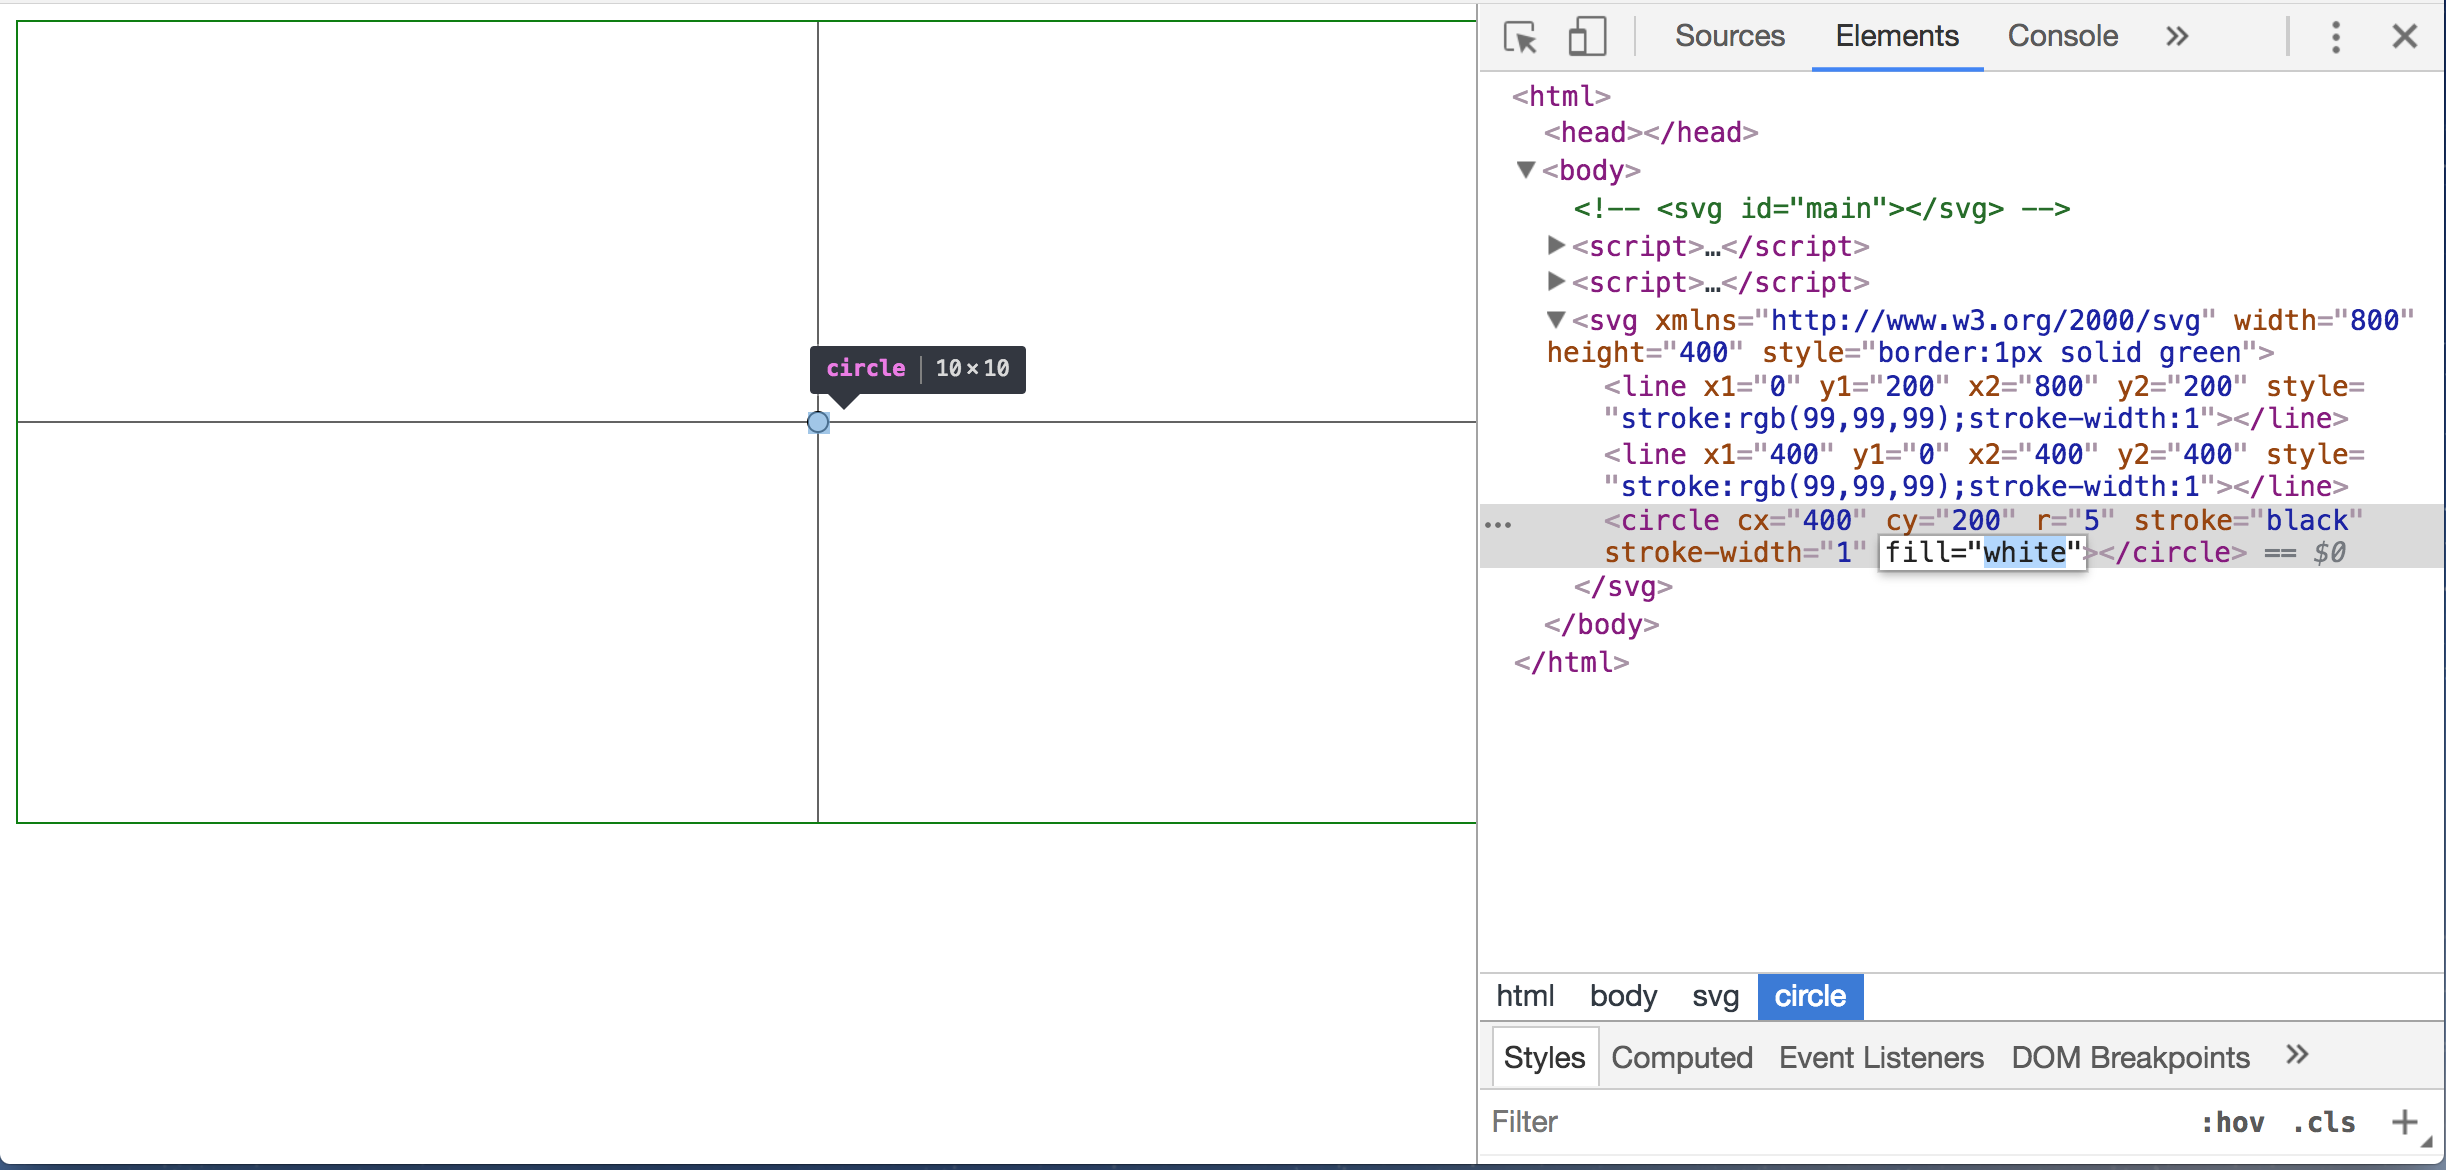 circle 10×10
Sources Elements Console »
<html>
<head></head>
<body>
<!-- <svg id="main"></svg> -->
<script>…</script>
<script>…</script>
<svg xmlns="http://www.w3.org/2000/svg" width="800"
height="400" style="border:1px solid green">
<line x1="0" y1="200" x2="800" y2="200" style=
"stroke:rgb(99,99,99);stroke-width:1"></line>
<line x1="400" y1="0" x2="400" y2="400" style=
"stroke:rgb(99,99,99);stroke-width:1"></line>
… <circle cx="400" cy="200" r="5" stroke="black"
stroke-width="1" fill="white"></circle> == $0
</svg>
</body>
</html>
html body svg circle
Styles Computed Event Listeners DOM Breakpoints »
Filter :hov .cls +